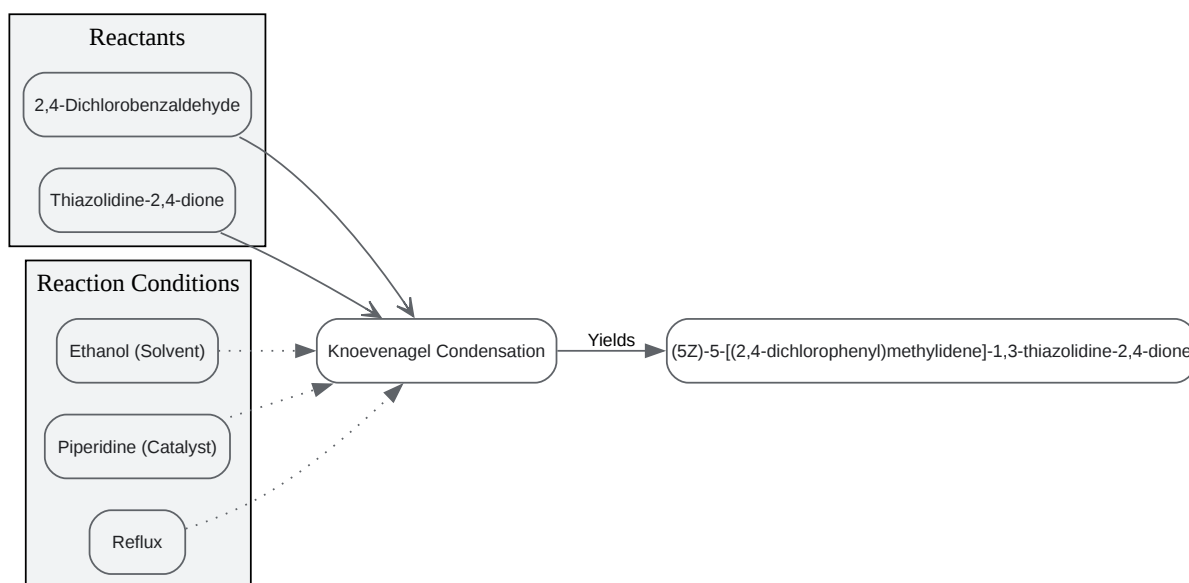 Reactants
2,4-Dichlorobenzaldehyde
Thiazolidine-2,4-dione
Reaction Conditions
Ethanol (Solvent)
Piperidine (Catalyst)
Reflux
Knoevenagel Condensation
Yields
(5Z)-5-[(2,4-dichlorophenyl)methylidene]-1,3-thiazolidine-2,4-dione